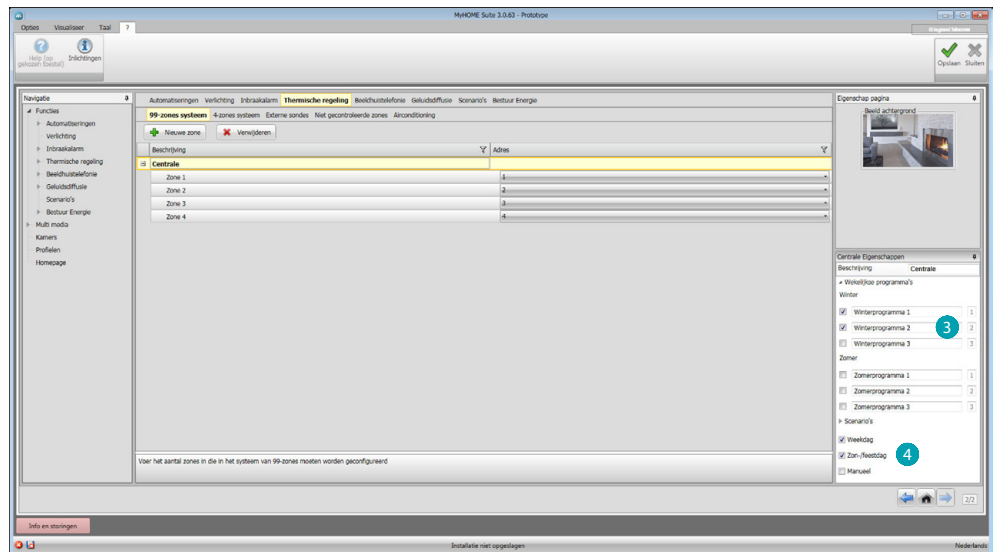 MyHOME Suite 3.0.63 - Prototype
Opties Visualiseer Taal ?
Help (op gekozen toestel)
Inlichtingen
Opslaan Sluiten
Navigatie
Functies
Automatiseringen
Verlichting
Inbraakalarm
Thermische regeling
Beeldhuistelefonie
Geluidsdiffusie
Scenario's
Bestuur Energie
Multi media
Kamers
Profielen
Homepage
Automatiseringen Verlichting Inbraakalarm Thermische regeling Beeldhuistelefonie Geluidsdiffusie Scenario's Bestuur Energie
99-zones systeem 4-zones systeem Externe sondes Niet gecontroleerde zones Airconditioning
Nieuwe zone Verwijderen
Beschrijving Adres
Centrale
Zone 1 1
Zone 2 2
Zone 3 3
Zone 4 4
Voer het aantal zones in die in het systeem van 99-zones moeten worden geconfigureerd
Eigenschap pagina
Beeld achtergrond
Centrale Eigenschappen
Beschrijving Centrale
Wekelijkse programma's
Winter
Winterprogramma 1 1
Winterprogramma 2 2
3
Winterprogramma 3 3
Zomer
Zomerprogramma 1 1
Zomerprogramma 2 2
Zomerprogramma 3 3
Scenario's
Weekdag
Zon-/feestdag
4
Manueel
2/2
Info en storingen
Installatie niet opgeslagen
Nederlands